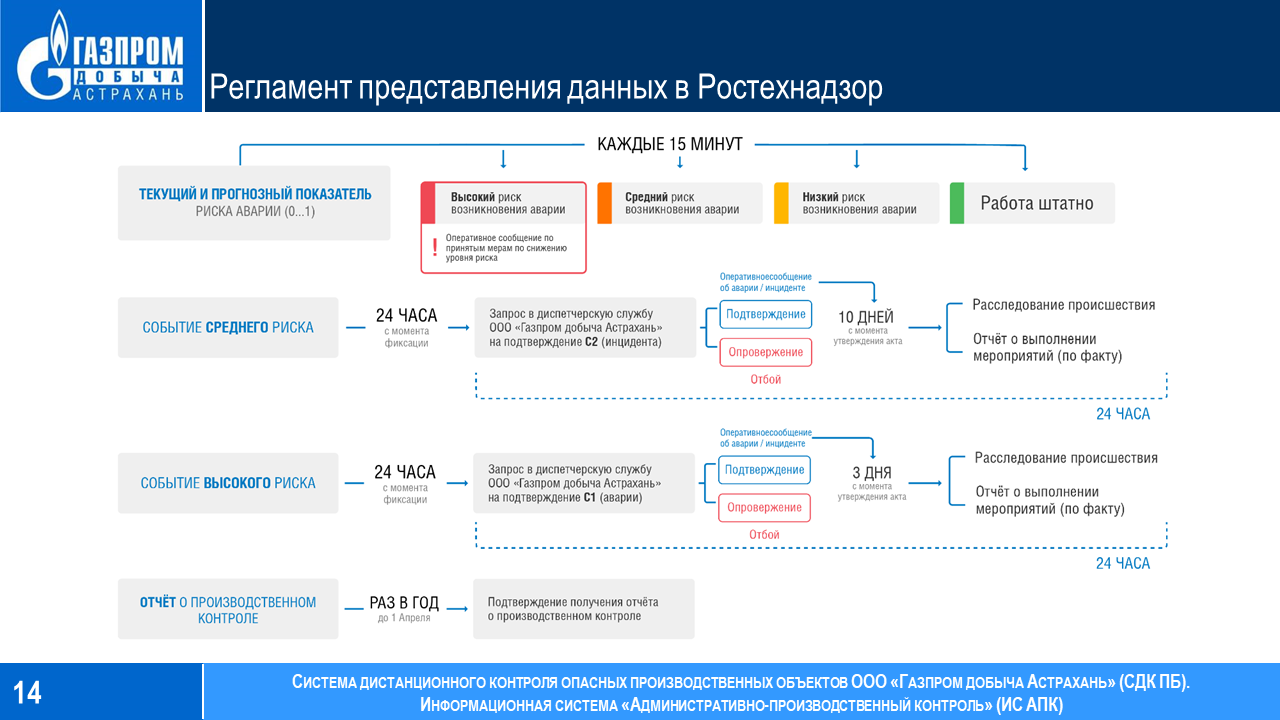 ГАЗПРОМ
ДОБЫЧА
АСТРАХАНЬ
Регламент представления данных в Ростехнадзор
КАЖДЫЕ 15 МИНУТ
ТЕКУЩИЙ И ПРОГНОЗНЫЙ ПОКАЗАТЕЛЬ
РИСКА АВАРИИ (0...1)
Высокий риск
возникновения аварии
!
Оперативное сообщение по
принятым мерам по снижению
уровня риска
Средний риск
возникновения аварии
Низкий риск
возникновения аварии
Работа штатно
СОБЫТИЕ СРЕДНЕГО РИСКА
24 ЧАСА
с момента
фиксации
Запрос в диспетчерскую службу
ООО «Газпром добыча Астрахань»
на подтверждение С2 (инцидента)
Оперативноесообщение
об аварии / инциденте
Подтверждение
Опровержение
Отбой
10 ДНЕЙ
с момента
утверждения акта
Расследование происшествия
Отчёт о выполнении
мероприятий (по факту)
24 ЧАСА
СОБЫТИЕ ВЫСОКОГО РИСКА
24 ЧАСА
с момента
фиксации
Запрос в диспетчерскую службу
ООО «Газпром добыча Астрахань»
на подтверждение С1 (аварии)
Оперативноесообщение
об аварии / инциденте
Подтверждение
Опровержение
Отбой
3 ДНЯ
с момента
утверждения акта
Расследование происшествия
Отчёт о выполнении
мероприятий (по факту)
24 ЧАСА
ОТЧЁТ О ПРОИЗВОДСТВЕННОМ
КОНТРОЛЕ
РАЗ В ГОД
до 1 Апреля
Подтверждение получения отчёта
о производственном контроле
14
СИСТЕМА ДИСТАНЦИОННОГО КОНТРОЛЯ ОПАСНЫХ ПРОИЗВОДСТВЕННЫХ ОБЪЕКТОВ ООО «ГАЗПРОМ ДОБЫЧА АСТРАХАНЬ» (СДК ПБ).
ИНФОРМАЦИОННАЯ СИСТЕМА «АДМИНИСТРАТИВНО-ПРОИЗВОДСТВЕННЫЙ КОНТРОЛЬ» (ИС АПК)